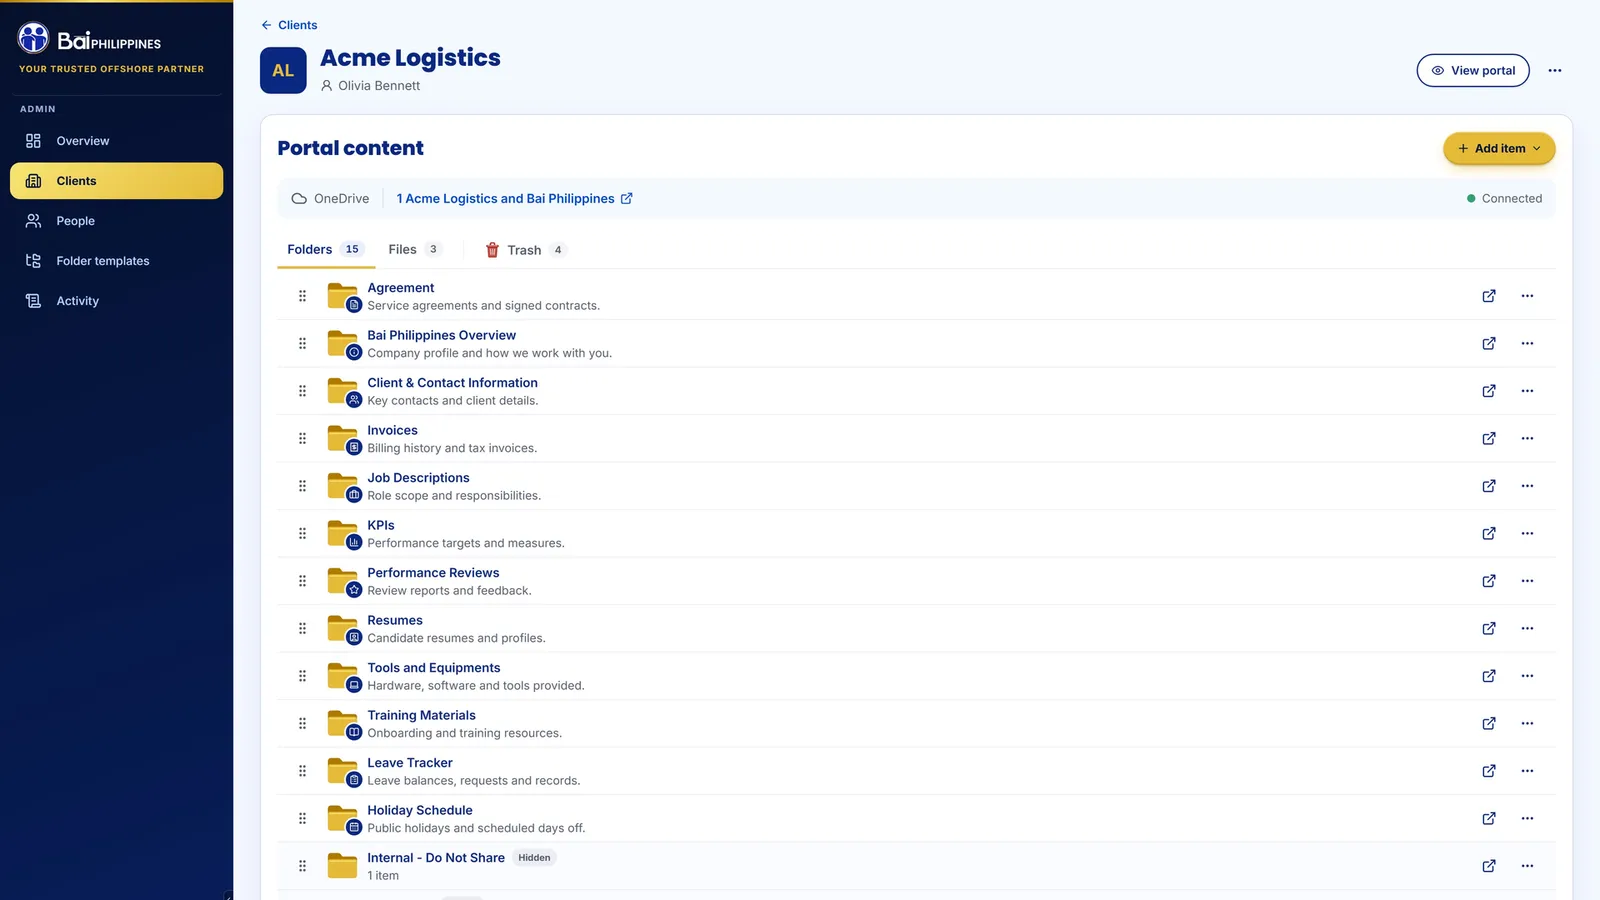 Bai PHILIPPINES
YOUR TRUSTED OFFSHORE PARTNER
ADMIN
Overview
Clients
People
Folder templates
Activity
Clients
AL
Acme Logistics
Olivia Bennett
View portal
Portal content
Add item
OneDrive
1 Acme Logistics and Bai Philippines
Connected
Folders 15
Files 3
Trash 4
Agreement
Service agreements and signed contracts.
Bai Philippines Overview
Company profile and how we work with you.
Client & Contact Information
Key contacts and client details.
Invoices
Billing history and tax invoices.
Job Descriptions
Role scope and responsibilities.
KPIs
Performance targets and measures.
Performance Reviews
Review reports and feedback.
Resumes
Candidate resumes and profiles.
Tools and Equipments
Hardware, software and tools provided.
Training Materials
Onboarding and training resources.
Leave Tracker
Leave balances, requests and records.
Holiday Schedule
Public holidays and scheduled days off.
Internal - Do Not Share Hidden
1 item